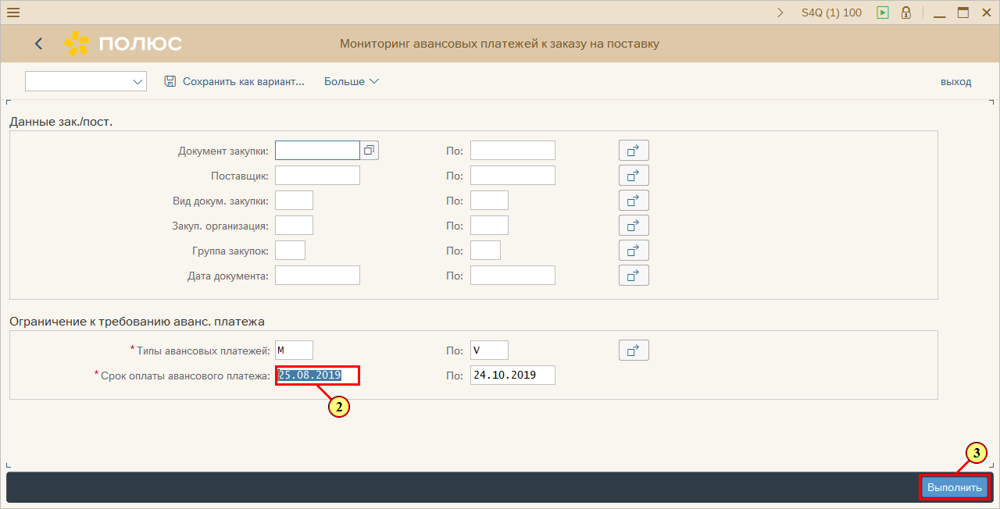 S4Q (1) 100
ПОЛЮС
Мониторинг авансовых платежей к заказу на поставку
Сохранить как вариант...
Больше
выход
Данные зак./пост.
Документ закупки: По:
Поставщик: По:
Вид докум. закупки: По:
Закуп. организация: По:
Группа закупок: По:
Дата документа: По:
Ограничение к требованию аванс. платежа
* Типы авансовых платежей: M По: V
* Срок оплаты авансового платежа: 25.08.2019 По: 24.10.2019
2
3
Выполнить